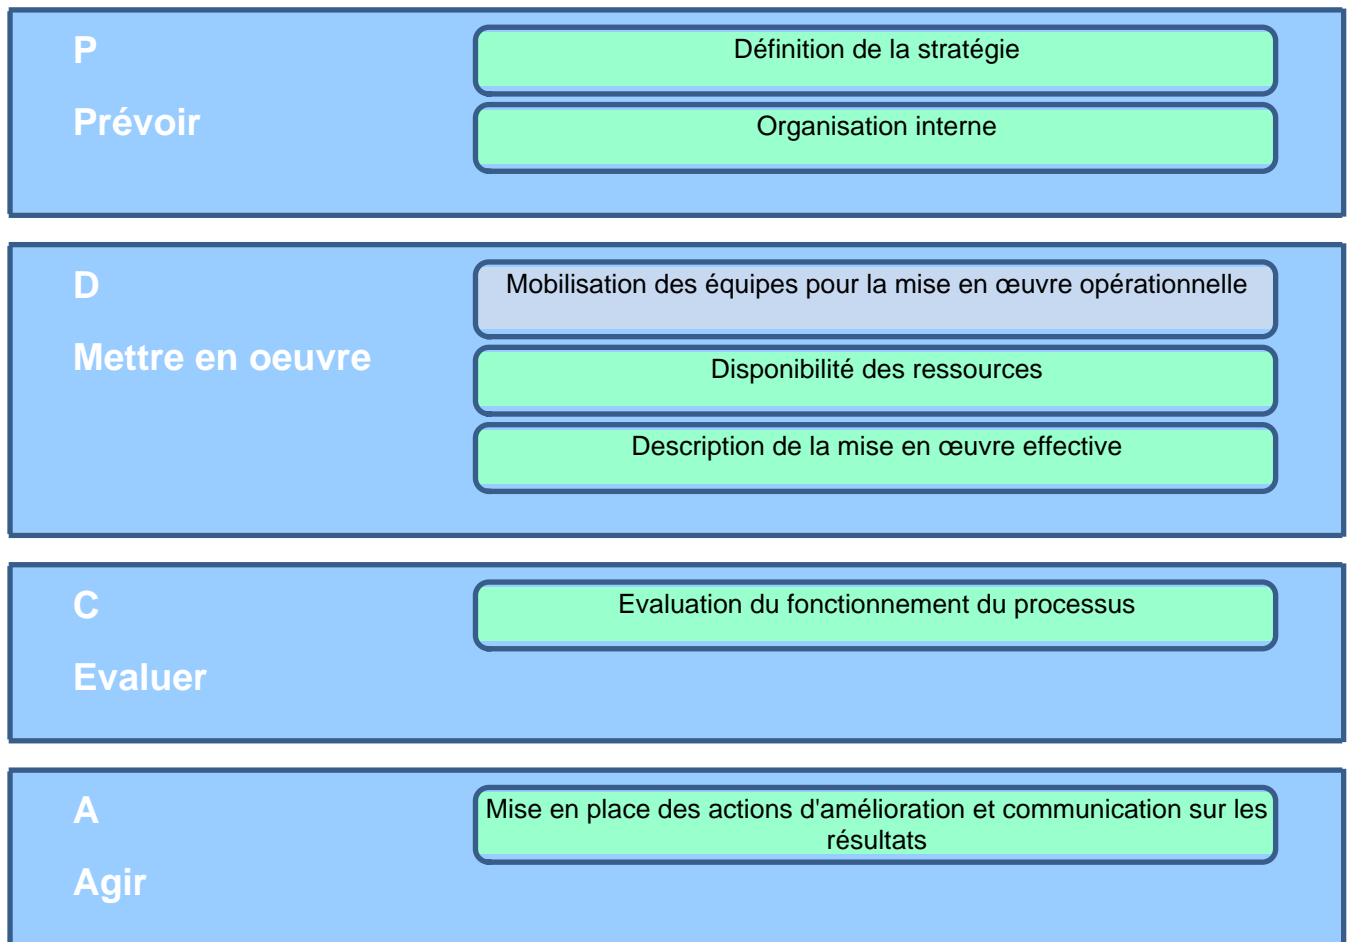 P
Prévoir
Définition de la stratégie
Organisation interne
D
Mettre en oeuvre
Mobilisation des équipes pour la mise en œuvre opérationnelle
Disponibilité des ressources
Description de la mise en œuvre effective
C
Evaluer
Evaluation du fonctionnement du processus
A
Agir
Mise en place des actions d'amélioration et communication sur les
résultats